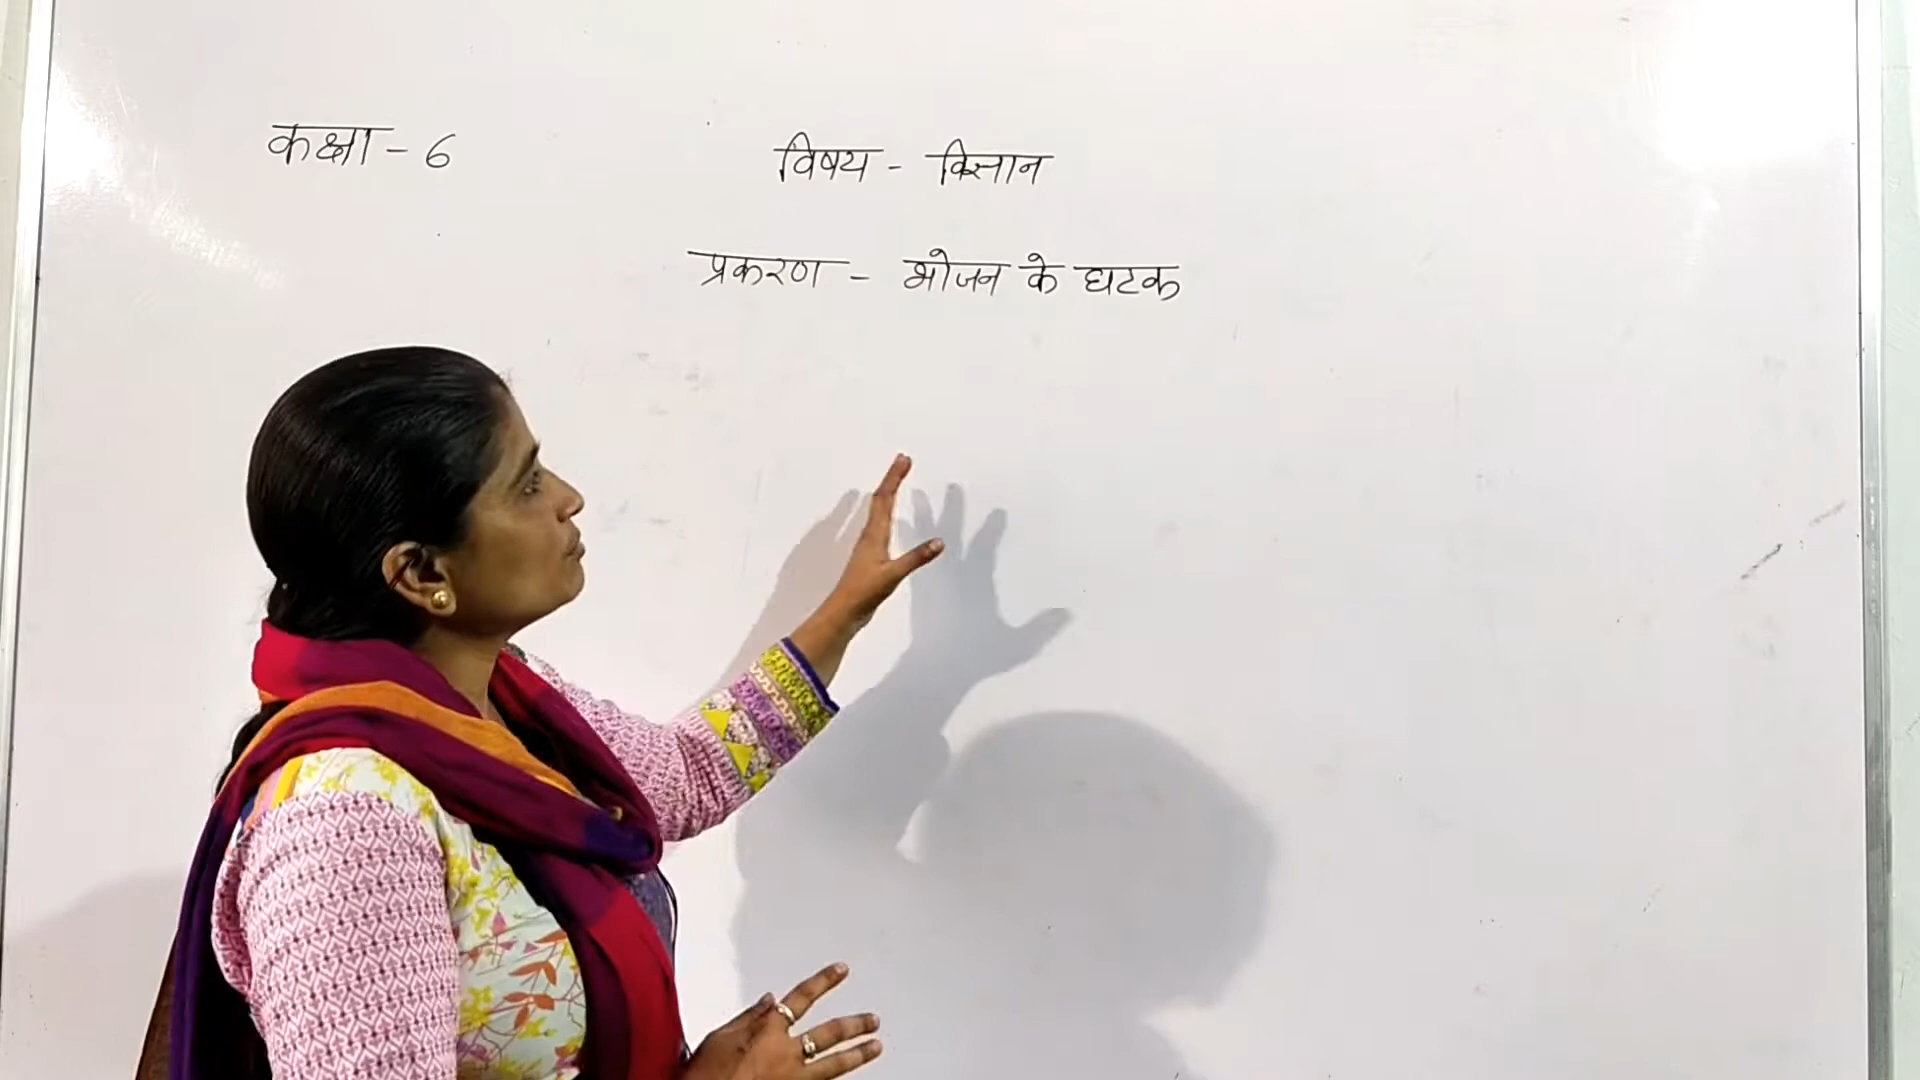 कक्षा - 6
विषय - विज्ञान
प्रकरण - भोजन के घटक